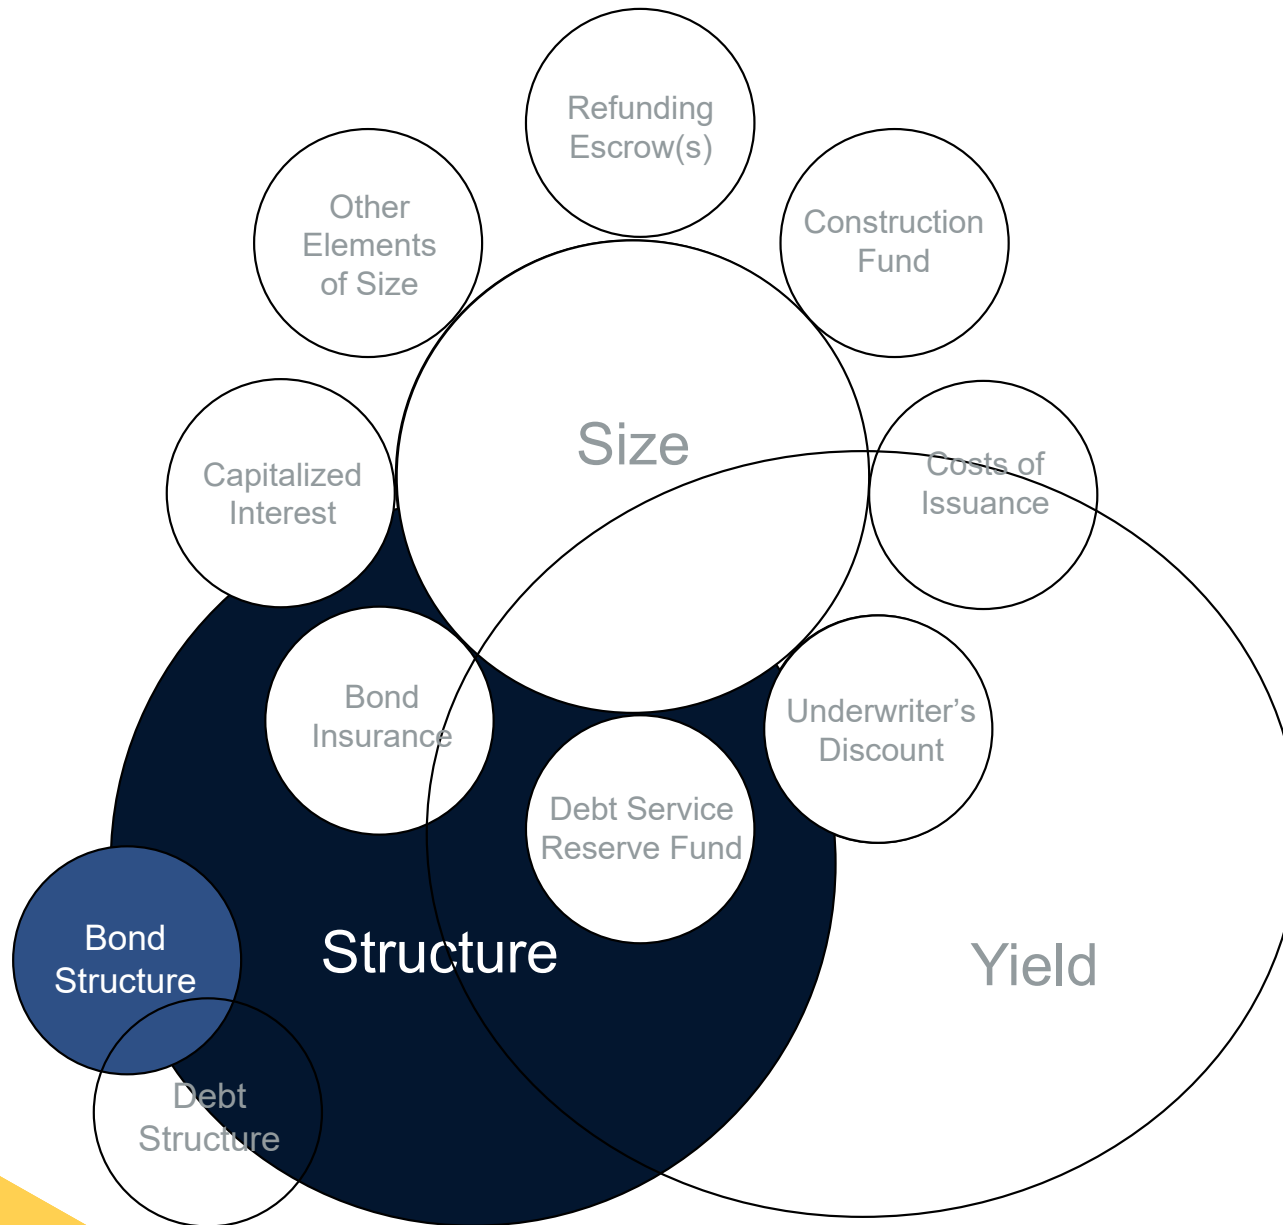 Refunding
Escrow(s)
Other
Elements
of Size
Construction
Fund
Size
Capitalized
Interest
Costs of
Issuance
Bond
Insurance
Underwriter’s
Discount
Debt Service
Reserve Fund
Bond
Structure
Structure
Yield
Debt
Structure